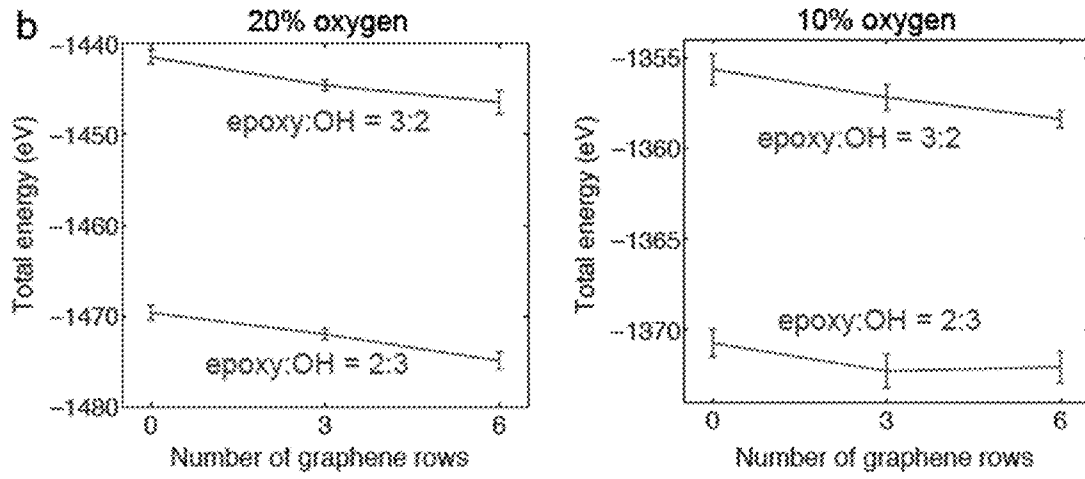 b
20% oxygen
Total energy (eV)
−1440
−1450
−1460
−1470
−1480
epoxy:OH = 3:2
epoxy:OH = 2:3
0 3 6
Number of graphene rows
10% oxygen
Total energy (eV)
−1355
−1360
−1365
−1370
epoxy:OH = 3:2
epoxy:OH = 2:3
0 3 6
Number of graphene rows